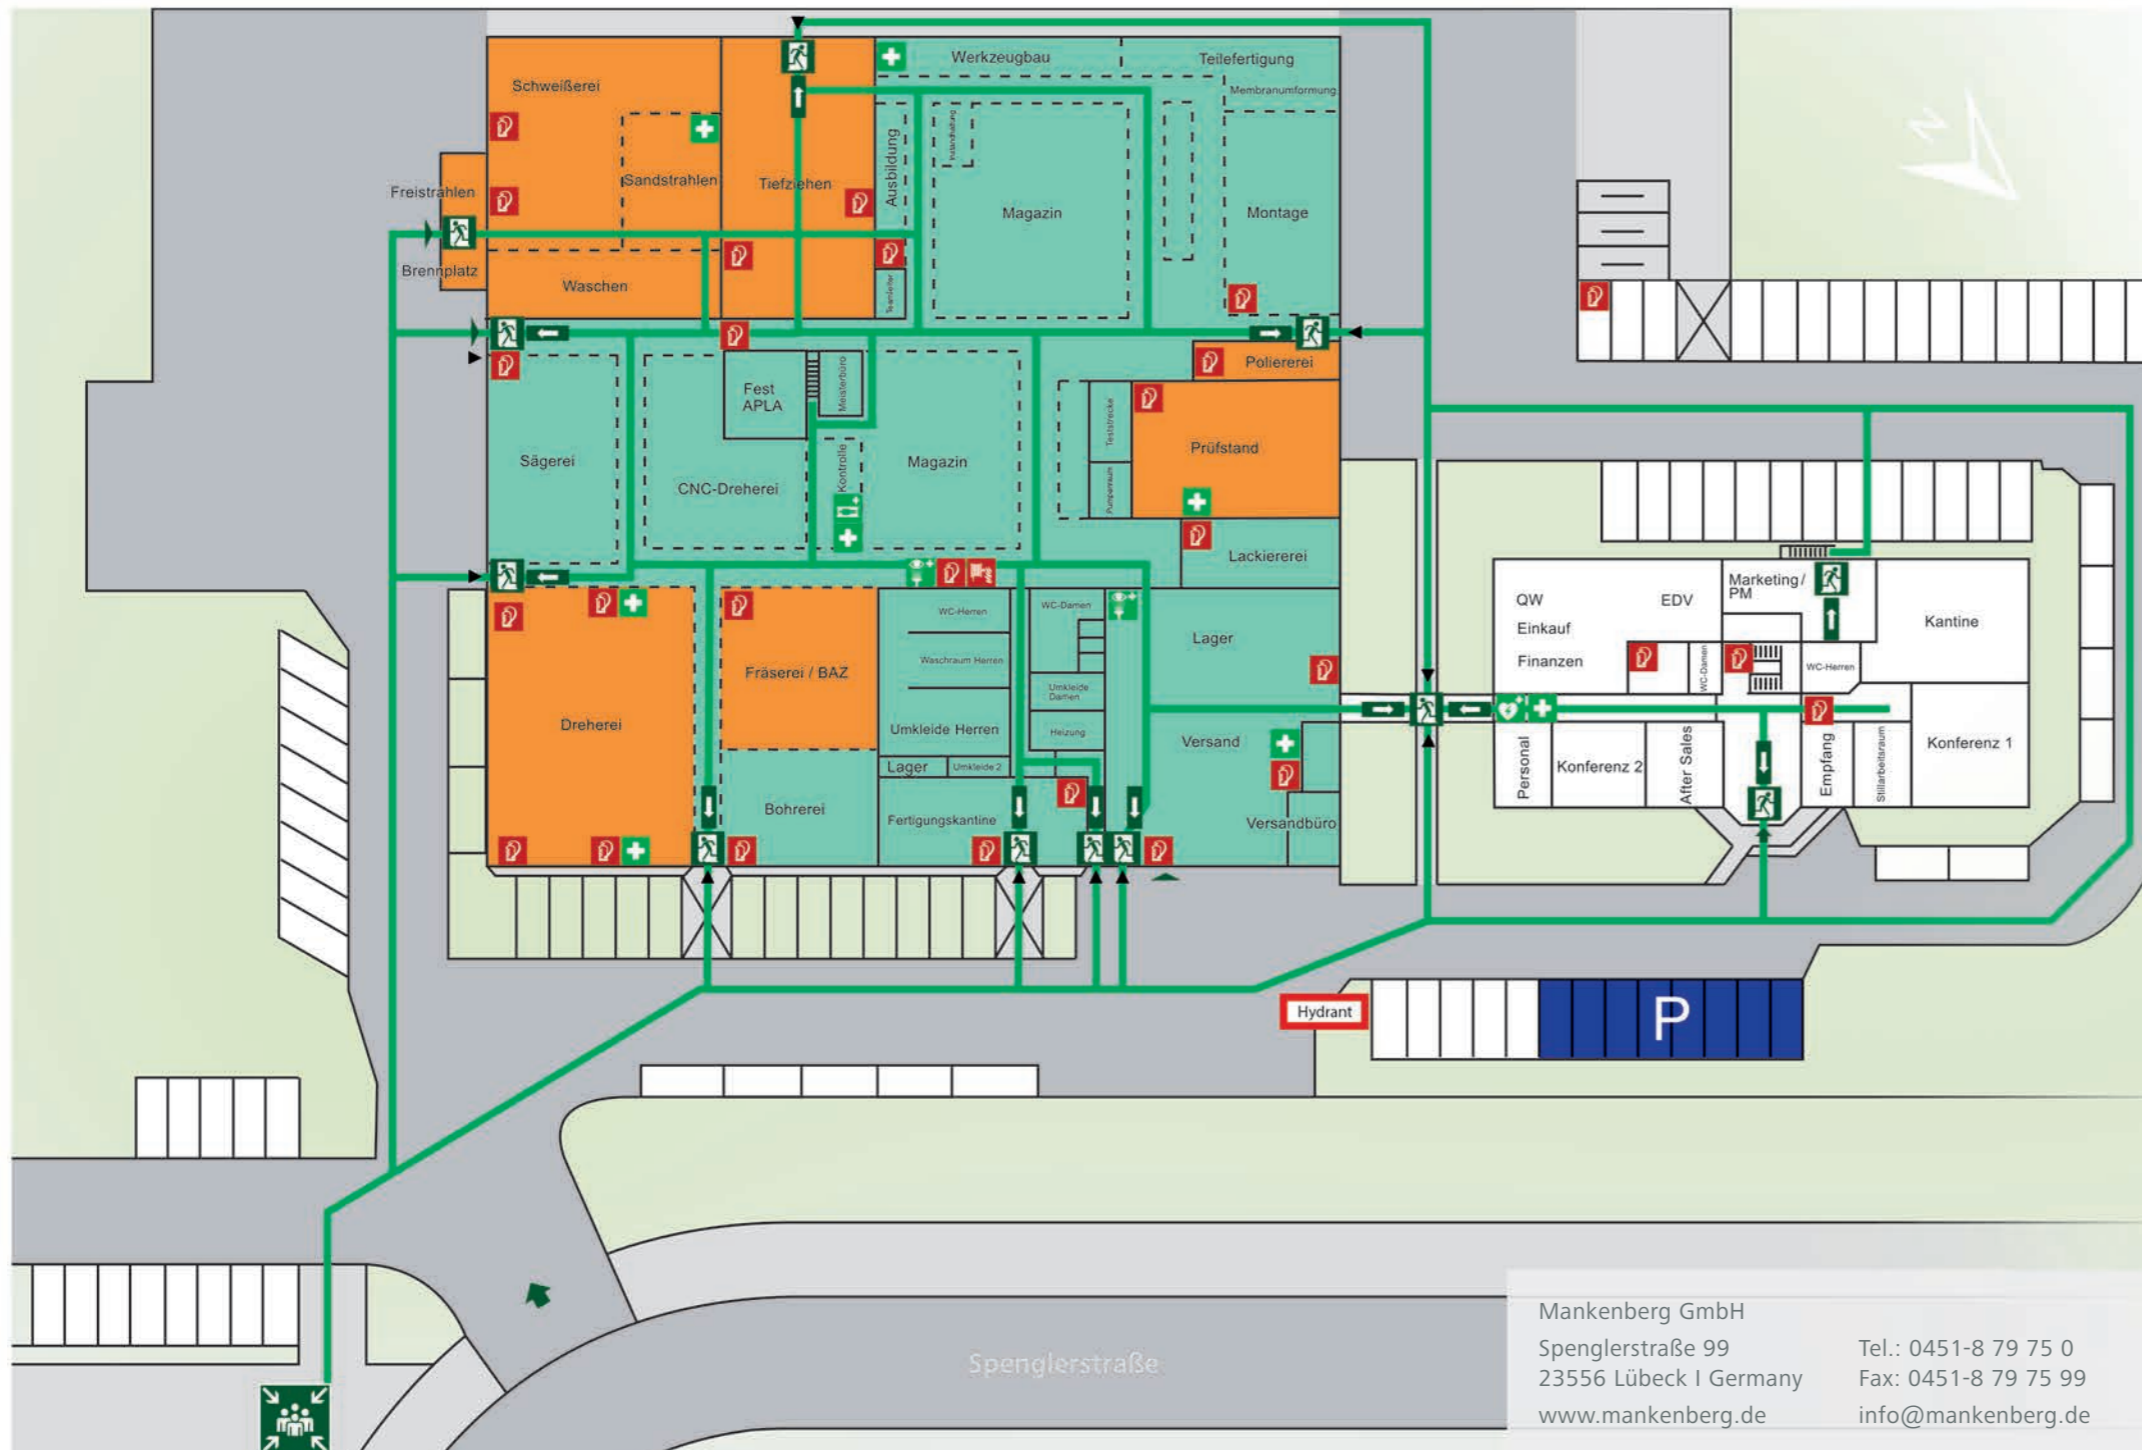 Werkzeugbau
Teilefertigung
Schweißerei
Membranumformung
Instandhaltung
Ausbildung
Sandstrahlen
Tiefziehen
Freistrahlen
Magazin
Montage
N
Brennplatz
Waschen
Teamleiter
Polierei
Fest
APLA
Meisterbüro
Teststrecke
Prüfstand
Sägerei
CNC-Dreherei
Kontrolle
Magazin
Pumpenraum
Lackiererei
WC-Herren
WC-Damen
Lager
Waschraum Herren
Fräserei / BAZ
Umkleide
Damen
Dreherei
Umkleide Herren
Heizung
Versand
Lager
Umkleide 2
Bohrerei
Fertigungskantine
Versandbüro
Marketing/
PM
QW
EDV
Einkauf
Kantine
Finanzen
WC-Damen
WC-Herren
Personal
Konferenz 2
After Sales
Empfang
Stillarbeitsraum
Konferenz 1
Hydrant
P
Spenglerstraße
Mankenberg GmbH
Spenglerstraße 99
Tel.: 0451-8 79 75 0
23556 Lübeck I Germany
Fax: 0451-8 79 75 99
www.mankenberg.de
info@mankenberg.de